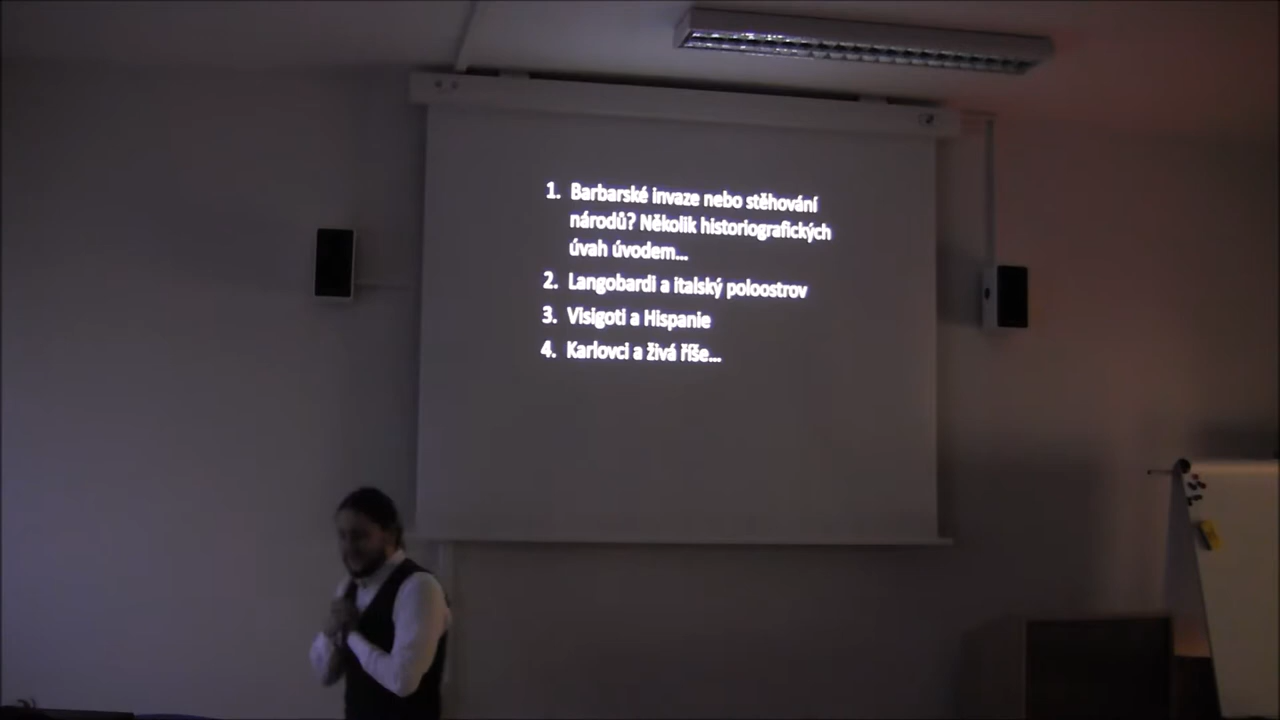 1. Barbarské invaze nebo stěhování
národů? Několik historiografických
úvah úvodem...
2. Langobardi a italský poloostrov
3. Visigoti a Hispanie
4. Karlovci a živá říše...